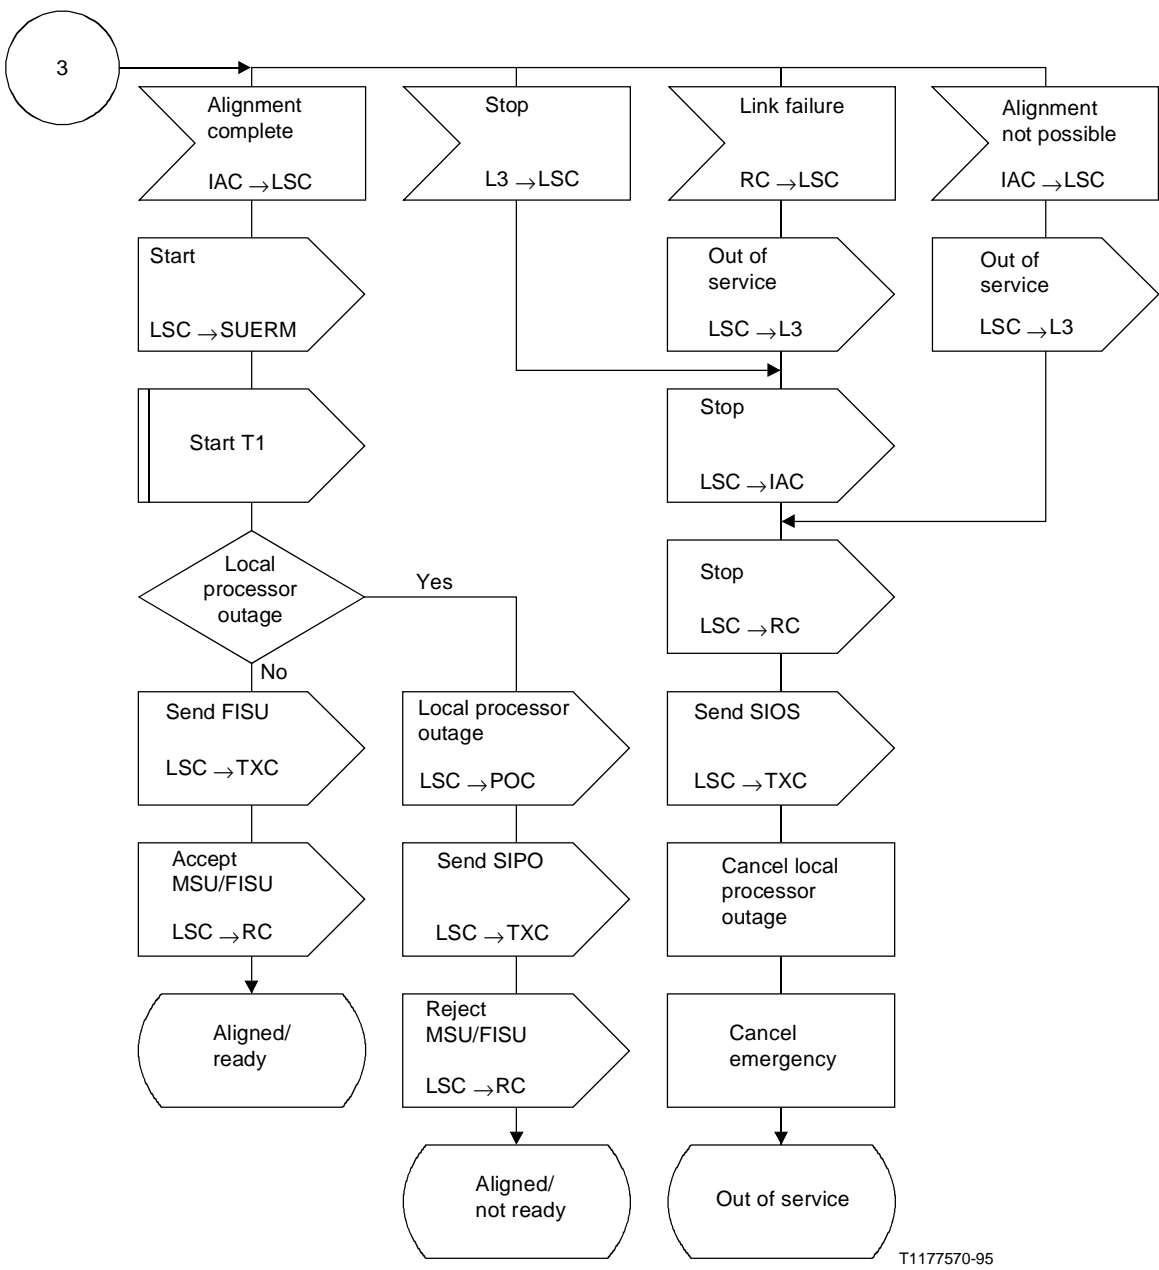 3
Alignment
complete
IAC → LSC
Stop
L3 → LSC
Link failure
RC → LSC
Alignment
not possible
IAC → LSC
Start
LSC → SUERM
Out of
service
LSC → L3
Out of
service
LSC → L3
Start T1
Stop
LSC → IAC
Local
processor
outage
Yes
No
Stop
LSC → RC
Send FISU
LSC → TXC
Local processor
outage
LSC → POC
Send SIOS
LSC → TXC
Accept
MSU/FISU
LSC → RC
Send SIPO
LSC → TXC
Cancel local
processor
outage
Aligned/
ready
Reject
MSU/FISU
LSC → RC
Cancel
emergency
Aligned/
not ready
Out of service
T1177570-95